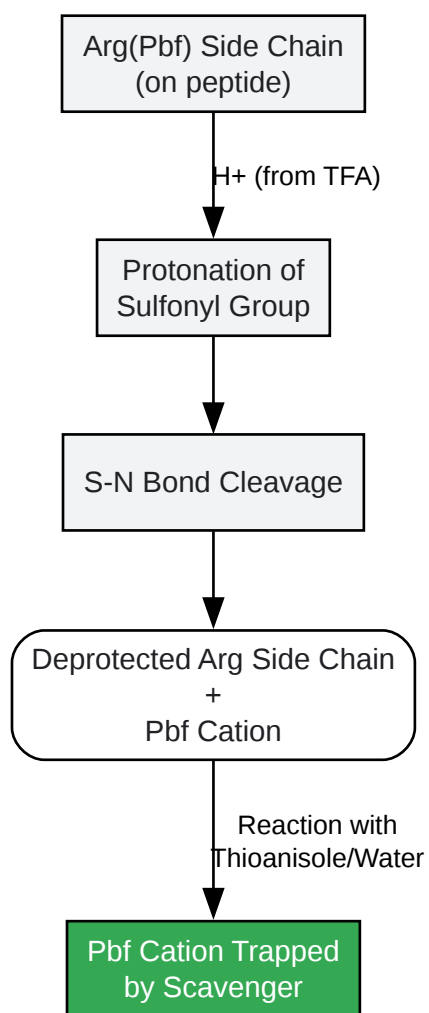 Arg(Pbf) Side Chain
(on peptide)
H+ (from TFA)
Protonation of
Sulfonyl Group
S-N Bond Cleavage
Deprotected Arg Side Chain
+
Pbf Cation
Reaction with
Thioanisole/Water
Pbf Cation Trapped
by Scavenger